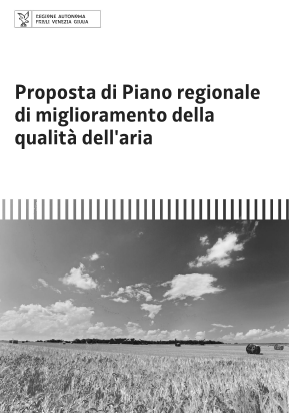 REGIONE AUTONOMA
FRIULI VENEZIA GIULIA
Proposta di Piano regionale
di miglioramento della
qualità dell'aria